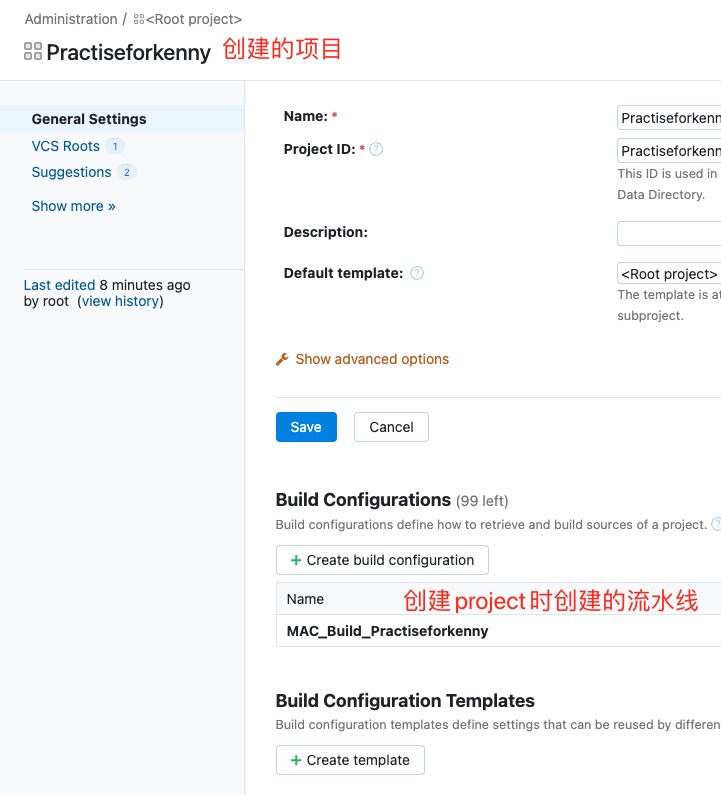 Administration / <Root project>
Practiseforkenny 创建的项目
General Settings
VCS Roots 1
Suggestions 2
Show more »
Last edited 8 minutes ago
by root (view history)
Name: *
Practiseforkenn
Project ID: * ?
Practiseforkenn
This ID is used in
Data Directory.
Description:
Default template: ?
<Root project>
The template is at
subproject.
Show advanced options
Save Cancel
Build Configurations (99 left)
Build configurations define how to retrieve and build sources of a project. ?
+ Create build configuration
Name 创建project时创建的流水线
MAC_Build_Practiseforkenny
Build Configuration Templates
Build configuration templates define settings that can be reused by differen
+ Create template